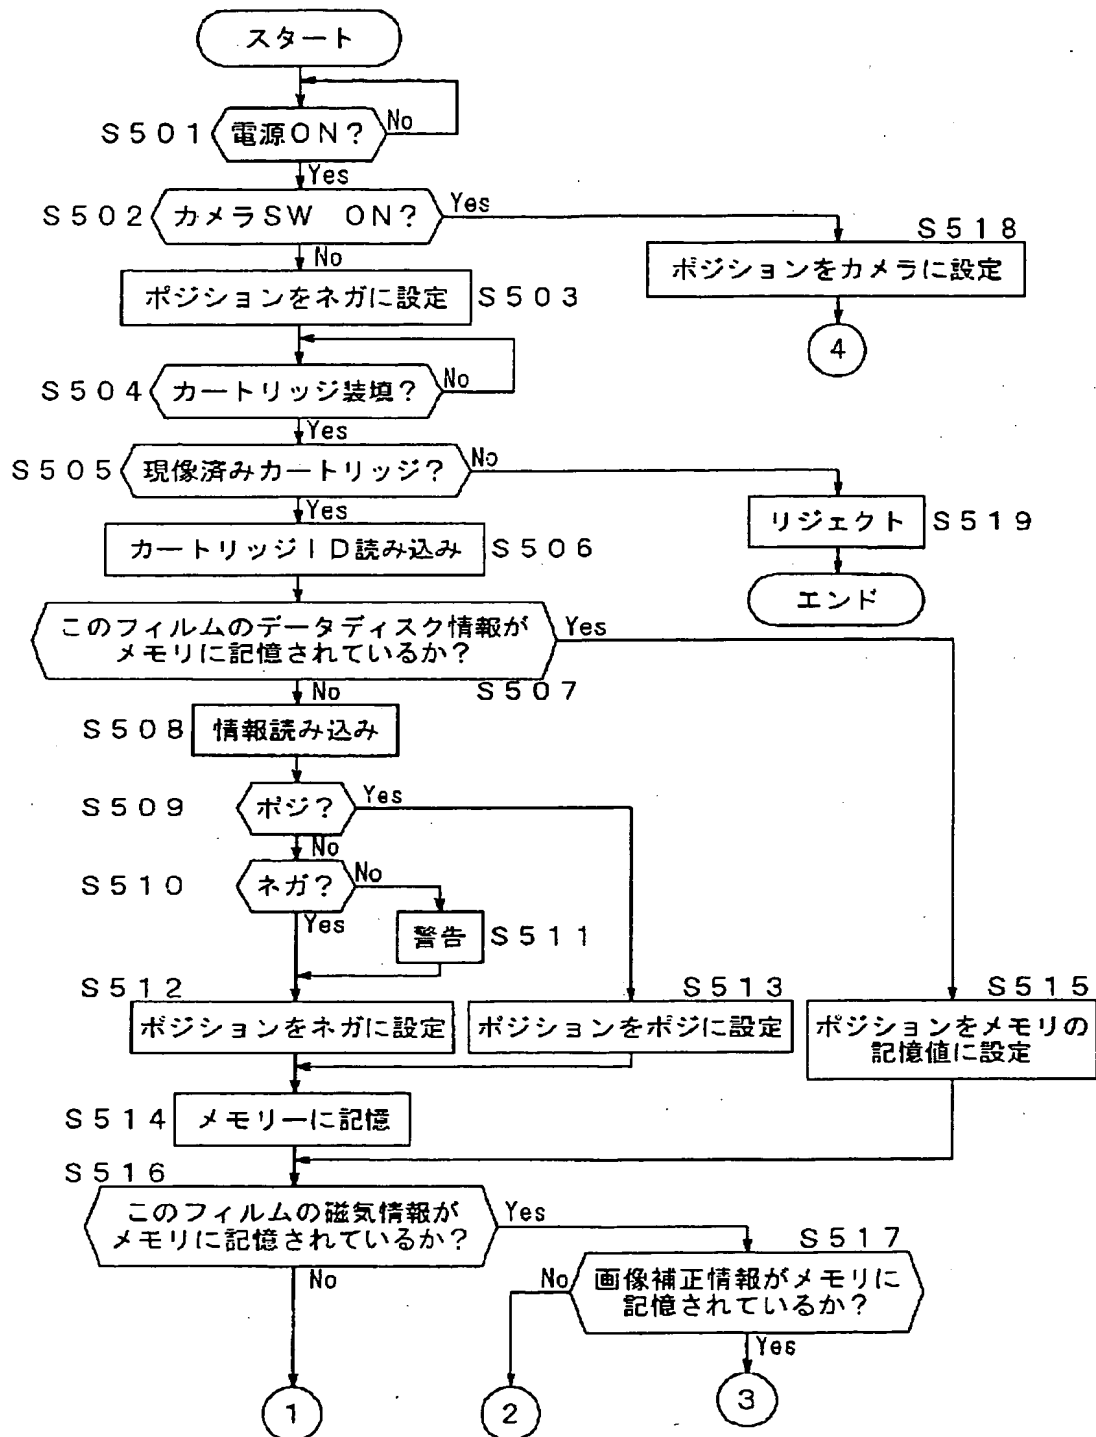 スタート
S501
電源ON?
No
Yes
S502
カメラSW ON?
Yes
No
S518
ポジションをカメラに設定
4
ポジションをネガに設定
S503
S504
カートリッジ装填?
No
Yes
S505
現像済みカートリッジ?
No
Yes
リジェクト
S519
エンド
カートリッジID読み込み
S506
このフィルムのデータディスク情報が
メモリに記憶されているか?
Yes
S507
No
S508
情報読み込み
S509
ポジ?
Yes
No
S510
ネガ?
No
Yes
警告
S511
S512
ポジションをネガに設定
S513
ポジションをポジに設定
S515
ポジションをメモリの
記憶値に設定
S514
メモリーに記憶
S516
このフィルムの磁気情報が
メモリに記憶されているか?
Yes
No
S517
画像補正情報がメモリに
記憶されているか?
No
Yes
1
2
3